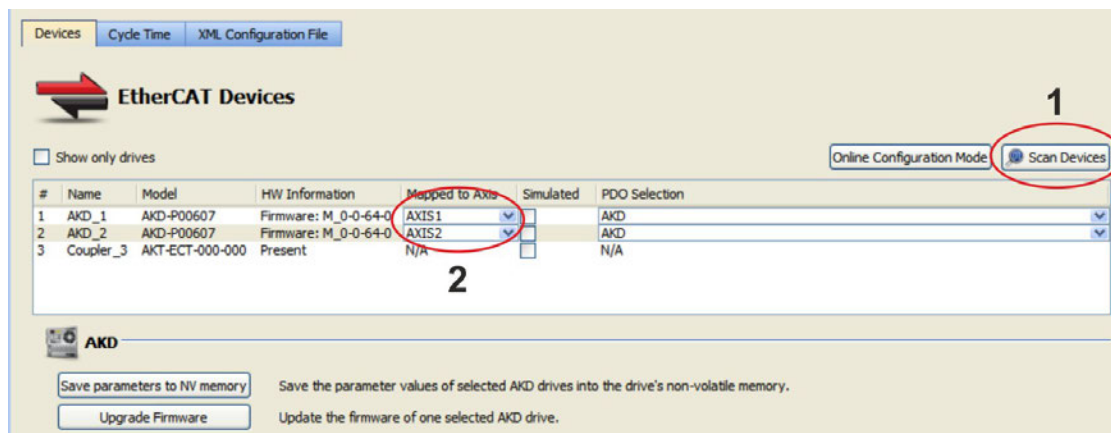 Devices Cycle Time XML Configuration File
EtherCAT Devices
1
Show only drives
Online Configuration Mode Scan Devices
# Name Model HW Information Mapped to Axis Simulated PDO Selection
1 AKD_1 AKD-P00607 Firmware: M_0-0-64-0 AXIS1 AKD
2 AKD_2 AKD-P00607 Firmware: M_0-0-64-0 AXIS2 AKD
3 Coupler_3 AKT-ECT-000-000 Present N/A N/A
2
AKD
Save parameters to NV memory Save the parameter values of selected AKD drives into the drive's non-volatile memory.
Upgrade Firmware Update the firmware of one selected AKD drive.